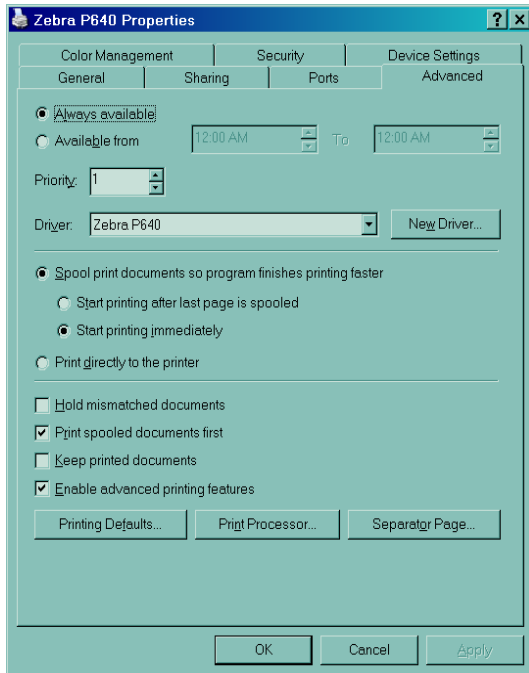 Zebra P640 Properties
Color Management Security Device Settings
General Sharing Ports Advanced
Always available
Available from 12:00 AM To 12:00 AM
Priority: 1
Driver: Zebra P640 New Driver...
Spool print documents so program finishes printing faster
Start printing after last page is spooled
Start printing immediately
Print directly to the printer
Hold mismatched documents
Print spooled documents first
Keep printed documents
Enable advanced printing features
Printing Defaults... Print Processor... Separator Page...
OK Cancel Apply